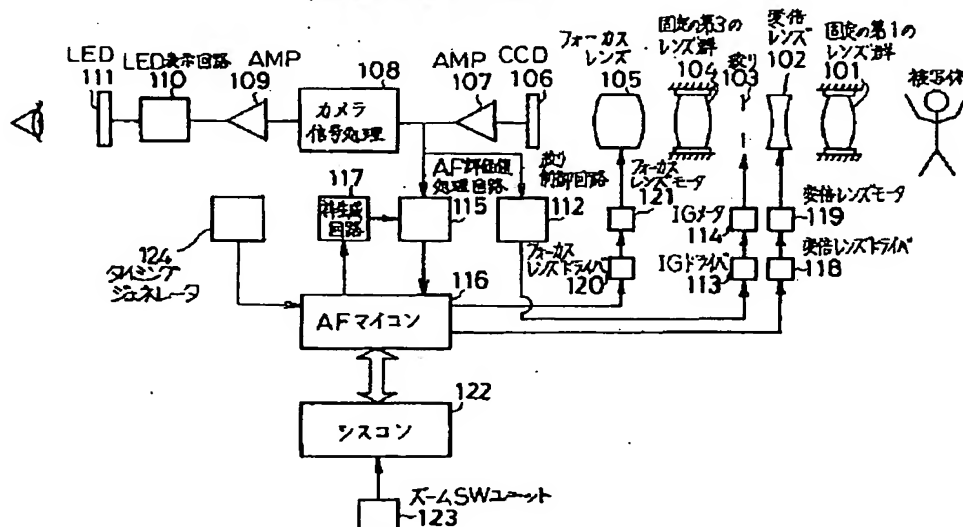 LED
111
LED表示回路
110
AMP
109
108
カメラ
信号処理
AMP
107
CCD
106
フォーカス
レンズ
105
固定の第3の
レンズ群
104
絞り
103
変倍
レンズ
102
固定の第1の
レンズ群
101
被写体
AF評価値
処理回路
絞り
制御回路
117
枠生成
回路
115
112
フォーカス
レンズモータ
121
IGメータ
114
変倍レンズモータ
119
フォーカス
レンズドライバ
120
IGドライバ
113
変倍レンズドライバ
118
124
タイミング
ジェネレータ
116
AFマイコン
122
シスコン
ズームSWユニット
123